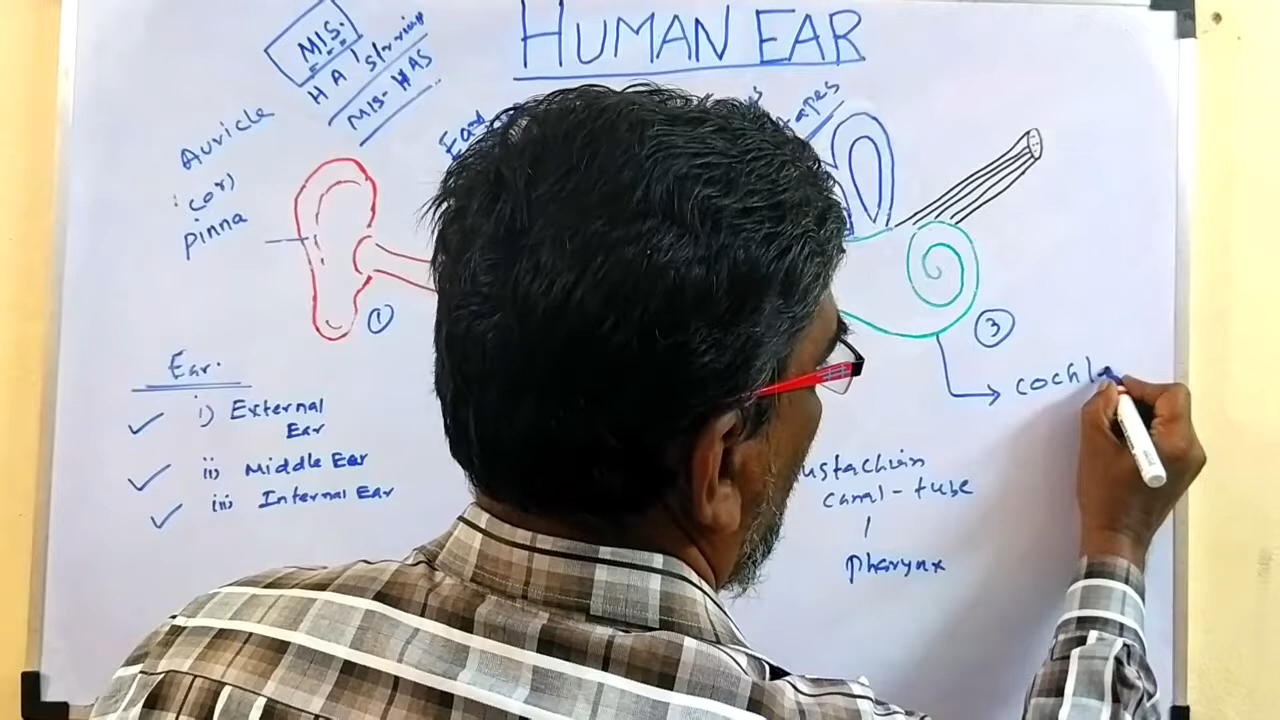 HUMAN EAR
MIS.
HA
MIS-HAS
Auricle
(or)
pinna
①
③
cochl
Ear.
i) External
Ear
ii) Middle Ear
iii) Internal Ear
canal-tube
pharynx